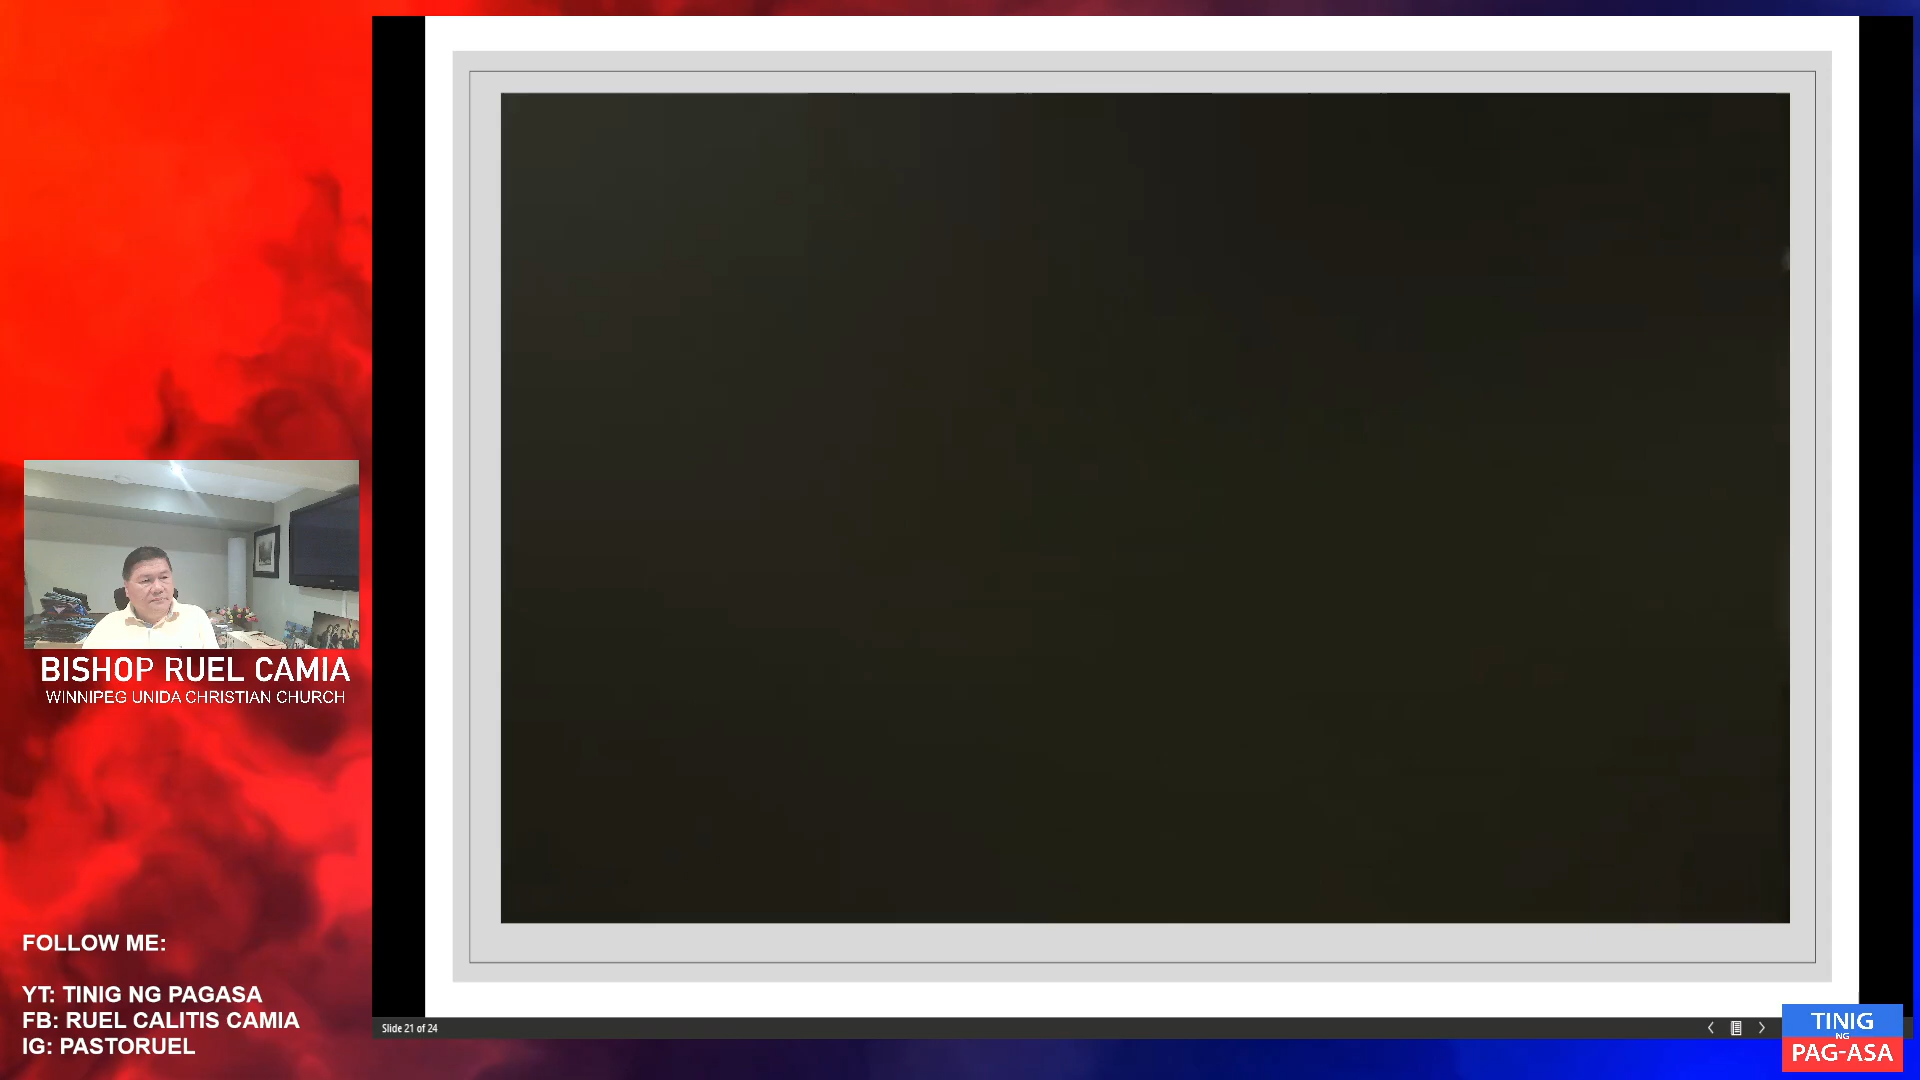 BISHOP RUEL CAMIA
WINNIPEG UNIDA CHRISTIAN CHURCH
FOLLOW ME:
YT: TINIG NG PAGASA
FB: RUEL CALITIS CAMIA
IG: PASTORUEL
Slide 21 of 24
TINIG
NG
PAG-ASA